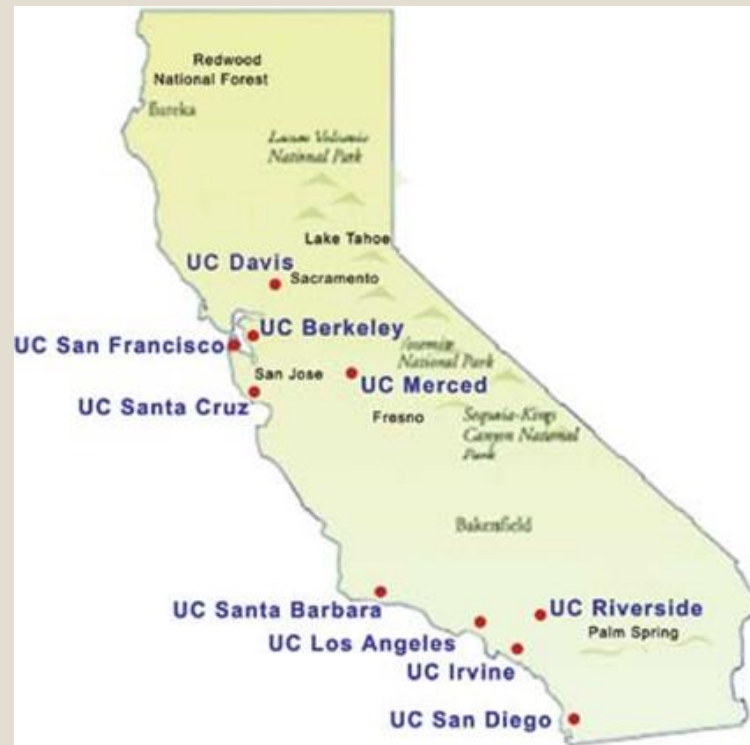 Redwood
National Forest
Eureka
National Park
Lake Tahoe
UC Davis
Sacramento
UC Berkeley
UC San Francisco
Yosemite
National Park
San Jose
UC Merced
UC Santa Cruz
Fresno
Sequoia-Kings
Canyon National
Park
Bakersfield
UC Santa Barbara
UC Riverside
Palm Spring
UC Los Angeles
UC Irvine
UC San Diego